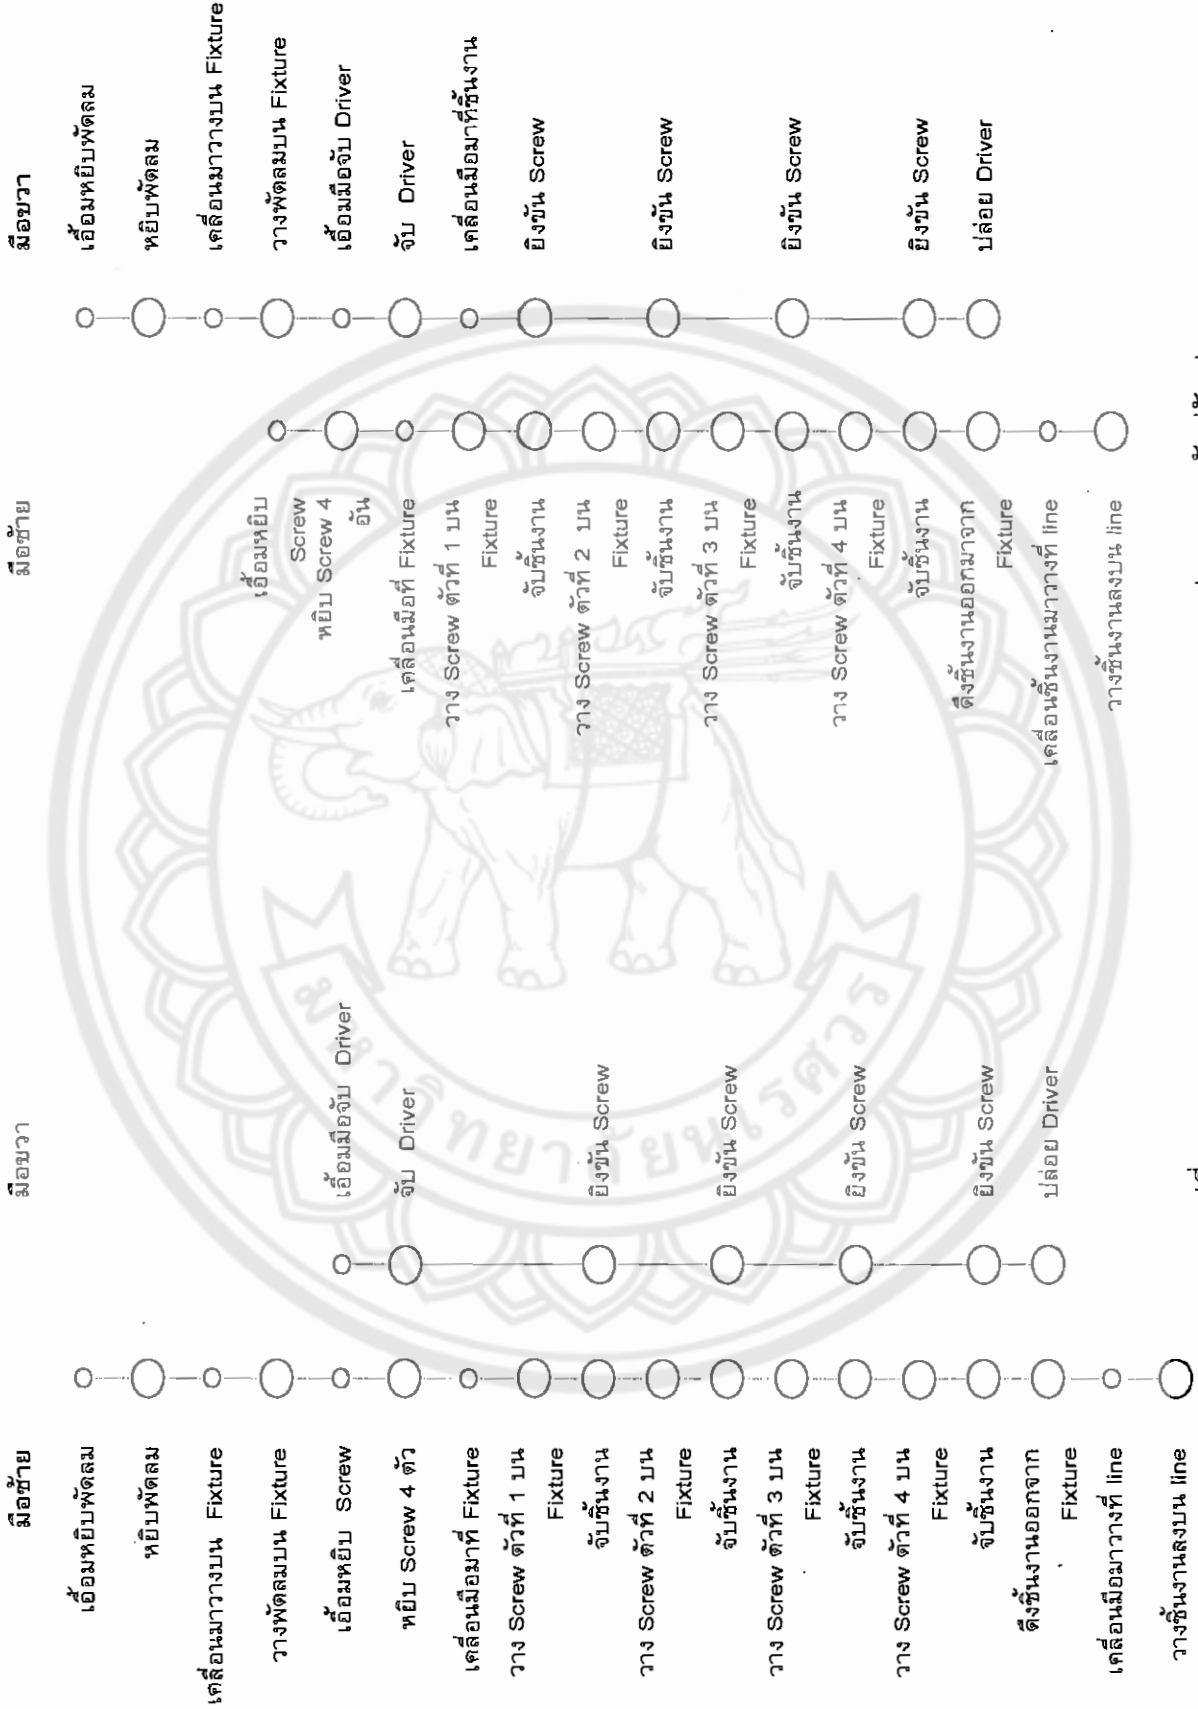 มือซ้าย
เอื้อมหยิบพัดลม
หยิบพัดลม
เคลื่อนมาวางบน Fixture
วางพัดลมบน Fixture
เอื้อมหยิบ Screw
หยิบ Screw 4 ตัว
เคลื่อนมือมาที่ Fixture
วาง Screw ตัวที่ 1 บน
Fixture
จับชิ้นงาน
วาง Screw ตัวที่ 2 บน
Fixture
จับชิ้นงาน
วาง Screw ตัวที่ 3 บน
Fixture
จับชิ้นงาน
วาง Screw ตัวที่ 4 บน
Fixture
จับชิ้นงาน
ดึงชิ้นงานออกจาก
Fixture
เคลื่อนมือมาวางที่ line
วางชิ้นงานลงบน line
มือขวา
เอื้อมมือจับ Driver
จับ Driver
ยิงขัน Screw
ยิงขัน Screw
ยิงขัน Screw
ยิงขัน Screw
ปล่อย Driver
มือซ้าย
เอื้อมหยิบ
Screw
หยิบ Screw 4
อัน
เคลื่อนมือที่ Fixture
วาง Screw ตัวที่ 1 บน
Fixture
จับชิ้นงาน
วาง Screw ตัวที่ 2 บน
Fixture
จับชิ้นงาน
วาง Screw ตัวที่ 3 บน
Fixture
จับชิ้นงาน
วาง Screw ตัวที่ 4 บน
Fixture
จับชิ้นงาน
ดึงชิ้นงานออกมาจาก
Fixture
เคลื่อนชิ้นงานมาวางที่ line
วางชิ้นงานลงบน line
มือขวา
เอื้อมหยิบพัดลม
หยิบพัดลม
เคลื่อนมาวางบน Fixture
วางพัดลมบน Fixture
เอื้อมมือจับ Driver
จับ Driver
เคลื่อนมือมาที่ชิ้นงาน
ยิงขัน Screw
ยิงขัน Screw
ยิงขัน Screw
ยิงขัน Screw
ปล่อย Driver
มหาวิทยาลัยนเรศวร